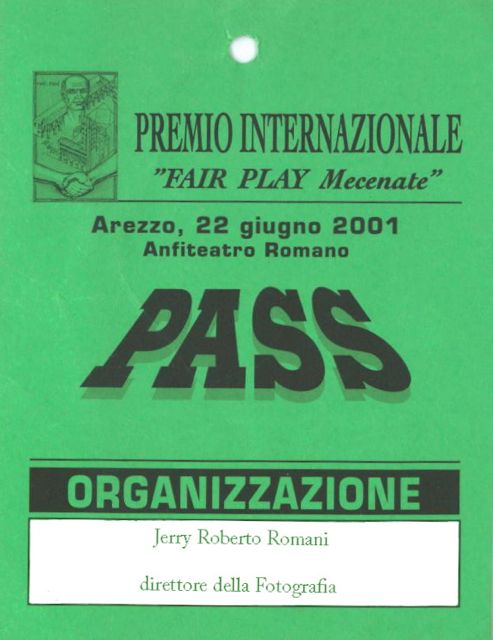 PREMIO INTERNAZIONALE
"FAIR PLAY Mecenate"
Arezzo, 22 giugno 2001
Anfiteatro Romano
PASS
ORGANIZZAZIONE
Jerry Roberto Romani
direttore della Fotografia